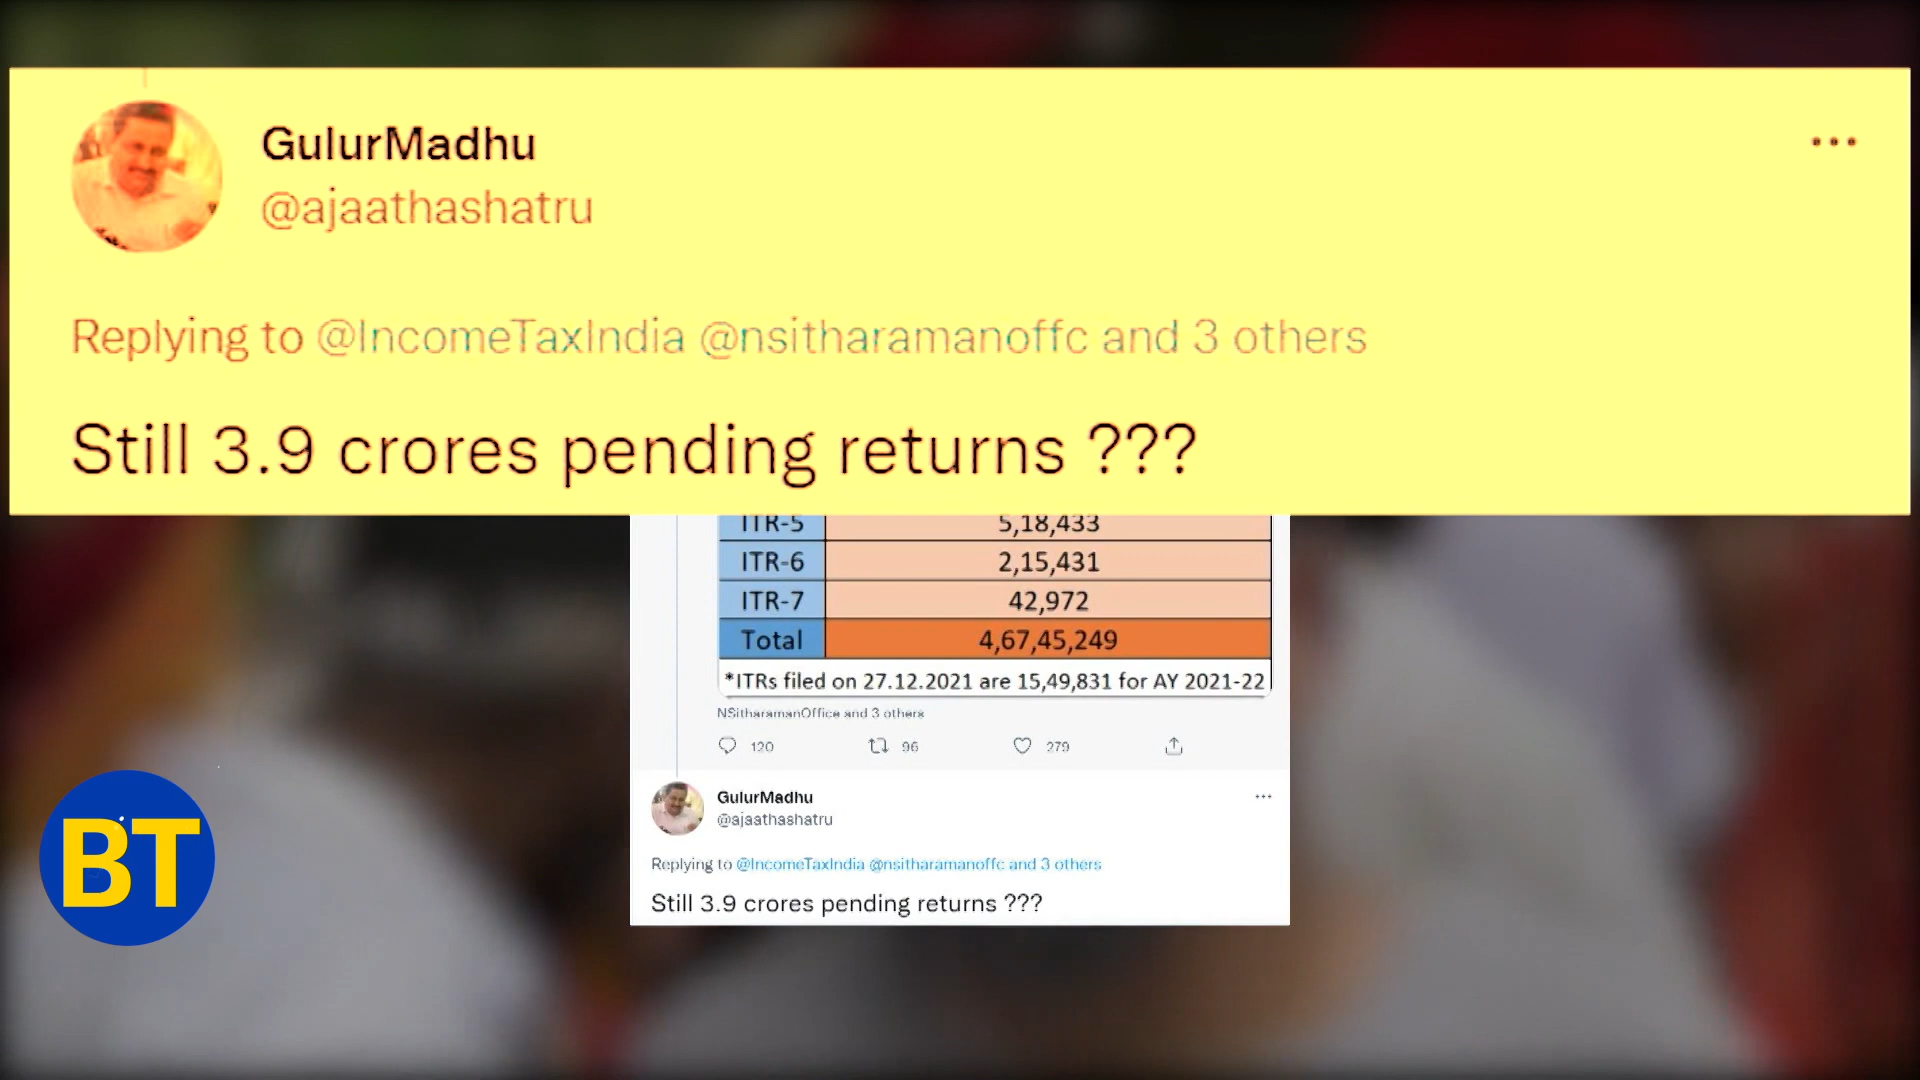 GulurMadhu
@ajaathashatru
Replying to @IncomeTaxIndia @nsitharamanoffc and 3 others
Still 3.9 crores pending returns ???
ITR-5 5,18,433
ITR-6 2,15,431
ITR-7 42,972
Total 4,67,45,249
*ITRs filed on 27.12.2021 are 15,49,831 for AY 2021-22
NSitharamanOffice and 3 others
120 96 279
GulurMadhu
@ajaathashatru
Replying to @IncomeTaxIndia @nsitharamanoffc and 3 others
Still 3.9 crores pending returns ???
BT